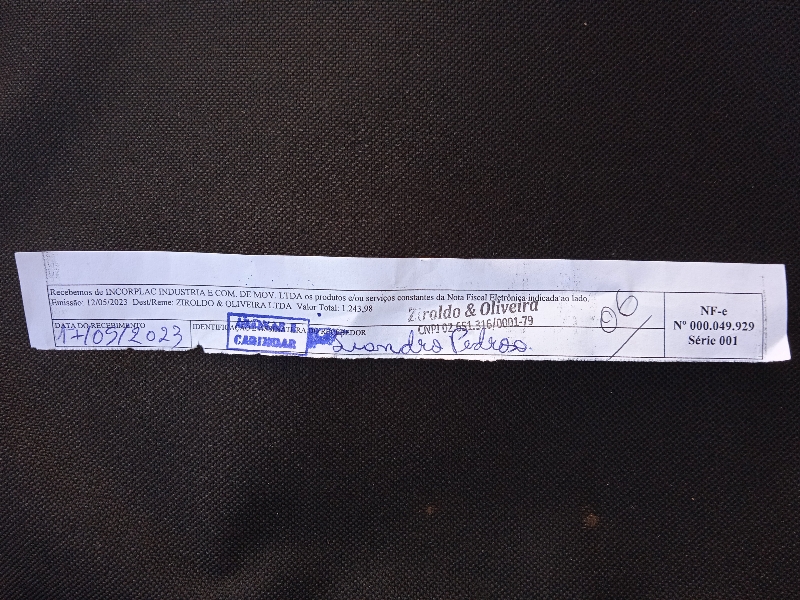 Recebemos de INCORPLAC INDUSTRIA E COM. DE MOV. LTDA os produtos e/ou serviços constantes da Nota Fiscal Eletrônica indicada ao lado.
Emissão: 12/05/2023 Dest/Reme: ZIROLDO & OLIVEIRA LTDA Valor Total: 1.243,98
Ziroldo & Oliveira
CNPJ 02.651.316/0001-79
06
DATA DO RECEBIMENTO
17/05/2023
IDENTIFICAÇÃO E ASSINATURA DO RECEBEDOR
CARIMBAR
Leandro Pedroso.
NF-e
Nº 000.049.929
Série 001